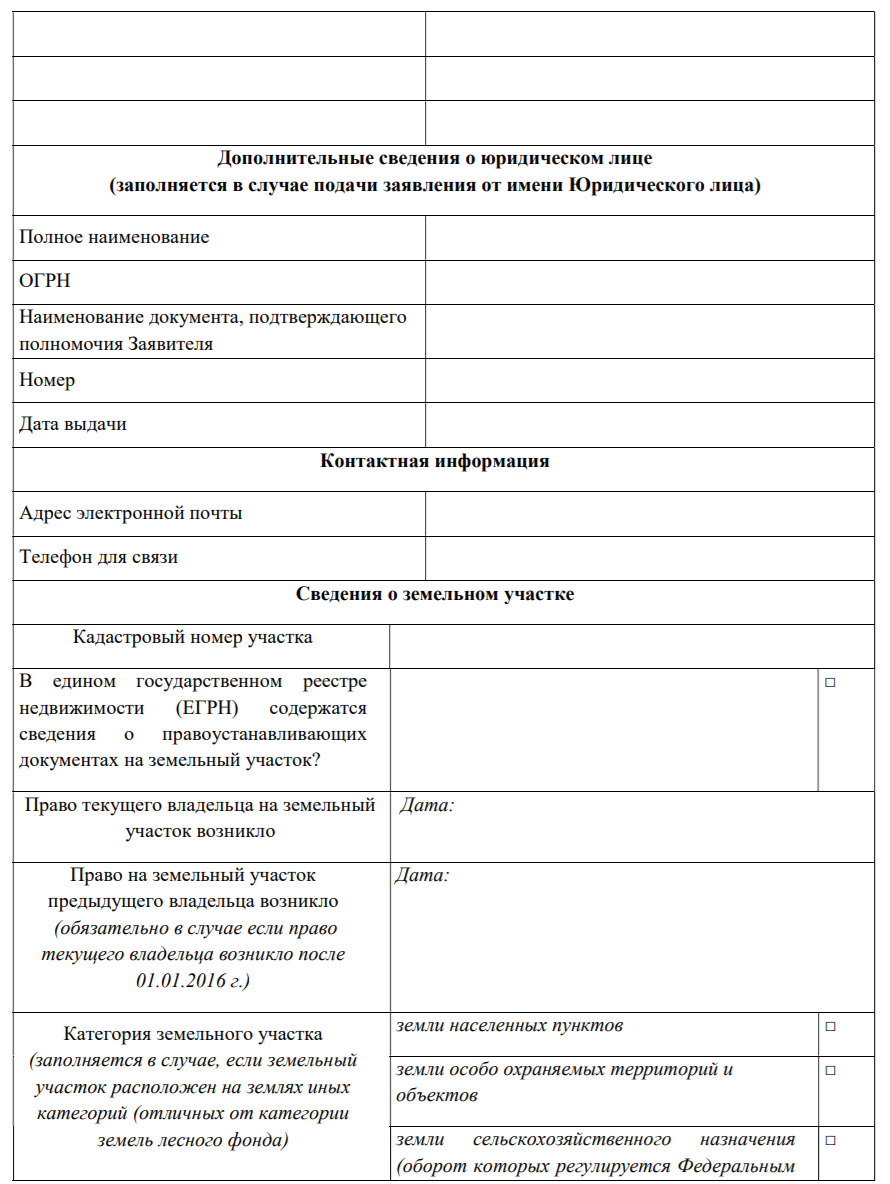 Дополнительные сведения о юридическом лице
(заполняется в случае подачи заявления от имени Юридического лица)
Полное наименование
ОГРН
Наименование документа, подтверждающего
полномочия Заявителя
Номер
Дата выдачи
Контактная информация
Адрес электронной почты
Телефон для связи
Сведения о земельном участке
Кадастровый номер участка
В едином государственном реестре
недвижимости (ЕГРН) содержатся
сведения о правоустанавливающих
документах на земельный участок?
Право текущего владельца на земельный
участок возникло
Дата:
Право на земельный участок
предыдущего владельца возникло
(обязательно в случае если право
текущего владельца возникло после
01.01.2016 г.)
Дата:
Категория земельного участка
(заполняется в случае, если земельный
участок расположен на землях иных
категорий (отличных от категории
земель лесного фонда)
земли населенных пунктов
земли особо охраняемых территорий и
объектов
земли сельскохозяйственного назначения
(оборот которых регулируется Федеральным